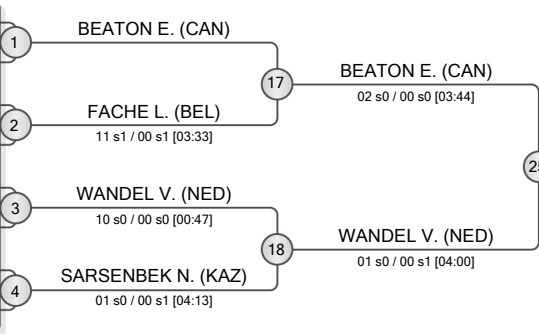 BEATON E. (CAN)
1
17
BEATON E. (CAN)
02 s0 / 00 s0 [03:44]
FACHE L. (BEL)
2
11 s1 / 00 s1 [03:33]
25
WANDEL V. (NED)
3
10 s0 / 00 s0 [00:47]
18
WANDEL V. (NED)
01 s0 / 00 s1 [04:00]
SARSENBEK N. (KAZ)
4
01 s0 / 00 s1 [04:13]